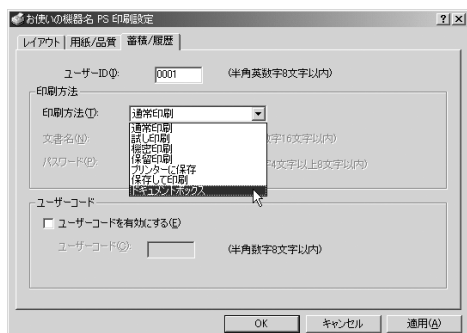 お使いの機器名 PS 印刷設定
レイアウト 用紙/品質 蓄積/履歴
ユーザーID(I): 0001 (半角英数字8文字以内)
印刷方法
印刷方法(T): 通常印刷
通常印刷
文書名(N): 試し印刷 数字16文字以内)
機密印刷
保留印刷
パスワード(P): プリンターに保存 4文字以上8文字以内)
保存して印刷
ドキュメントボックス
ユーザーコード
ユーザーコードを有効にする(E)
ユーザーコード(C): (半角数字8文字以内)
OK キャンセル 適用(A)